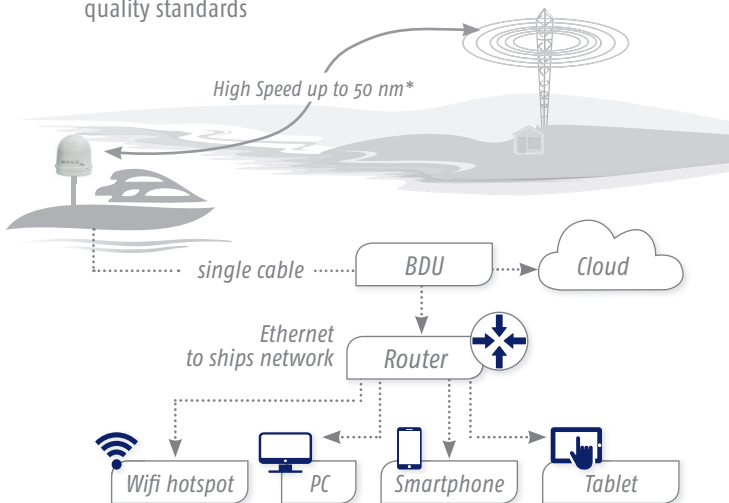 quality standards
High Speed up to 50 nm*
single cable
BDU
Cloud
Ethernet
to ships network
Router
Wifi hotspot
PC
Smartphone
Tablet